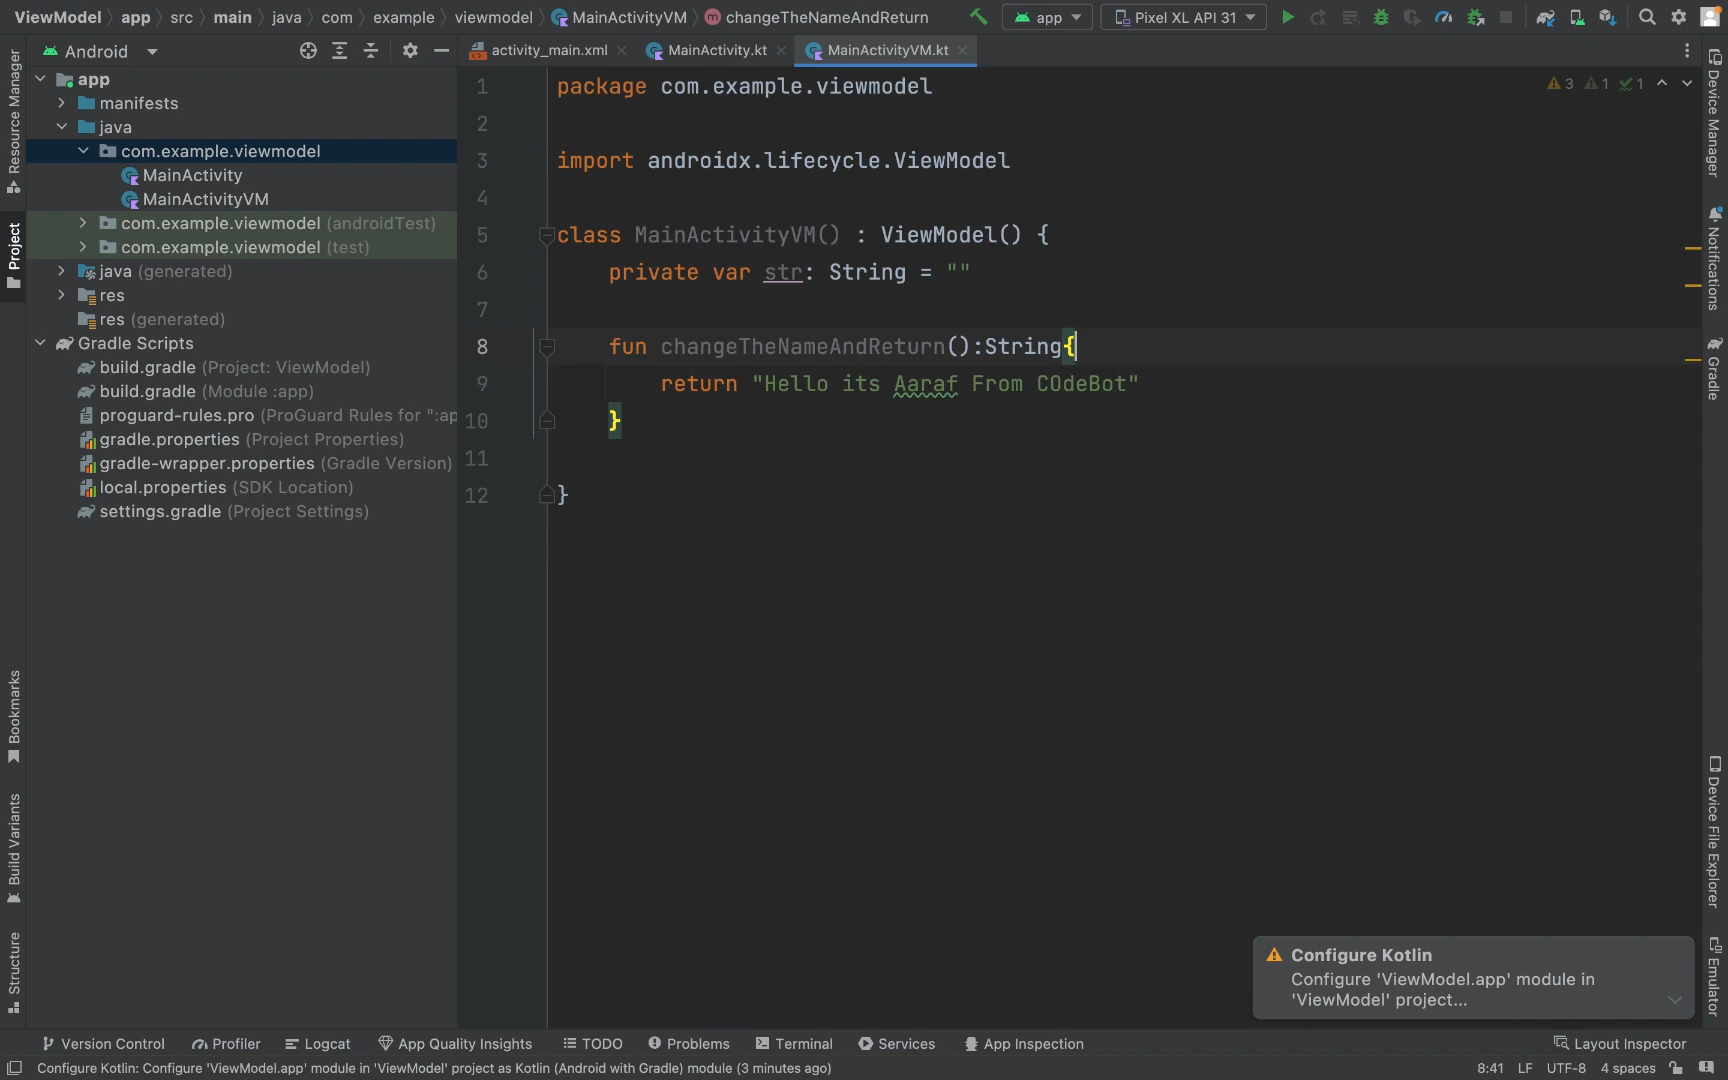 ViewModel app src main java com example viewmodel MainActivityVM changeTheNameAndReturn app Pixel XL API 31
Android
activity_main.xml MainActivity.kt MainActivityVM.kt
app
manifests
java
com.example.viewmodel
MainActivity
MainActivityVM
com.example.viewmodel (androidTest)
com.example.viewmodel (test)
java (generated)
res
res (generated)
Gradle Scripts
build.gradle (Project: ViewModel)
build.gradle (Module :app)
proguard-rules.pro (ProGuard Rules for ":ap
gradle.properties (Project Properties)
gradle-wrapper.properties (Gradle Version)
local.properties (SDK Location)
settings.gradle (Project Settings)
1 package com.example.viewmodel
2
3 import androidx.lifecycle.ViewModel
4
5 class MainActivityVM() : ViewModel() {
6 private var str: String = ""
7
8 fun changeTheNameAndReturn():String{
9 return "Hello its Aaraf From COdeBot"
10 }
11
12 }
3 1 1
Resource Manager
Project
Bookmarks
Build Variants
Structure
Device Manager
Notifications
Gradle
Device File Explorer
Emulator
Configure Kotlin
Configure 'ViewModel.app' module in
'ViewModel' project...
Version Control Profiler Logcat App Quality Insights TODO Problems Terminal Services App Inspection Layout Inspector
Configure Kotlin: Configure 'ViewModel.app' module in 'ViewModel' project as Kotlin (Android with Gradle) module (3 minutes ago) 8:41 LF UTF-8 4 spaces